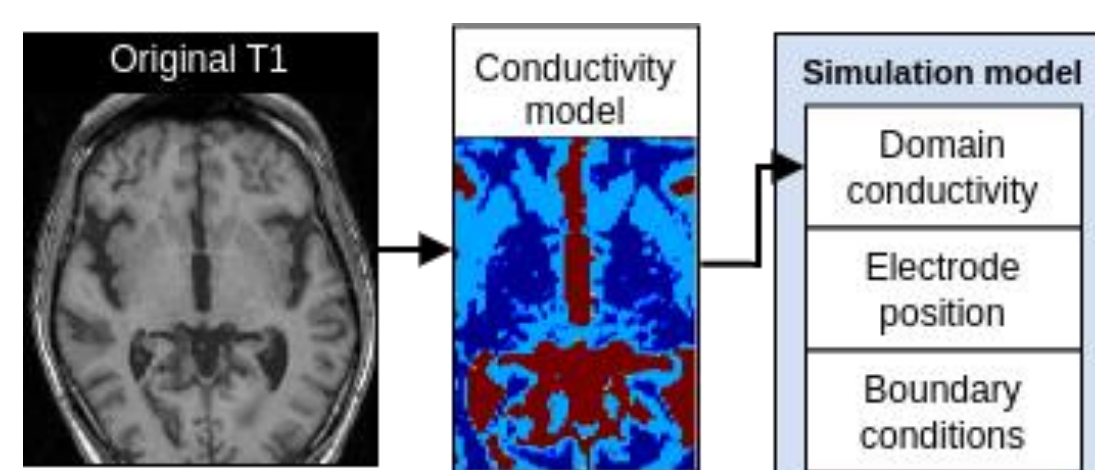 Original T1
Conductivity
model
Simulation model
Domain
conductivity
Electrode
position
Boundary
conditions